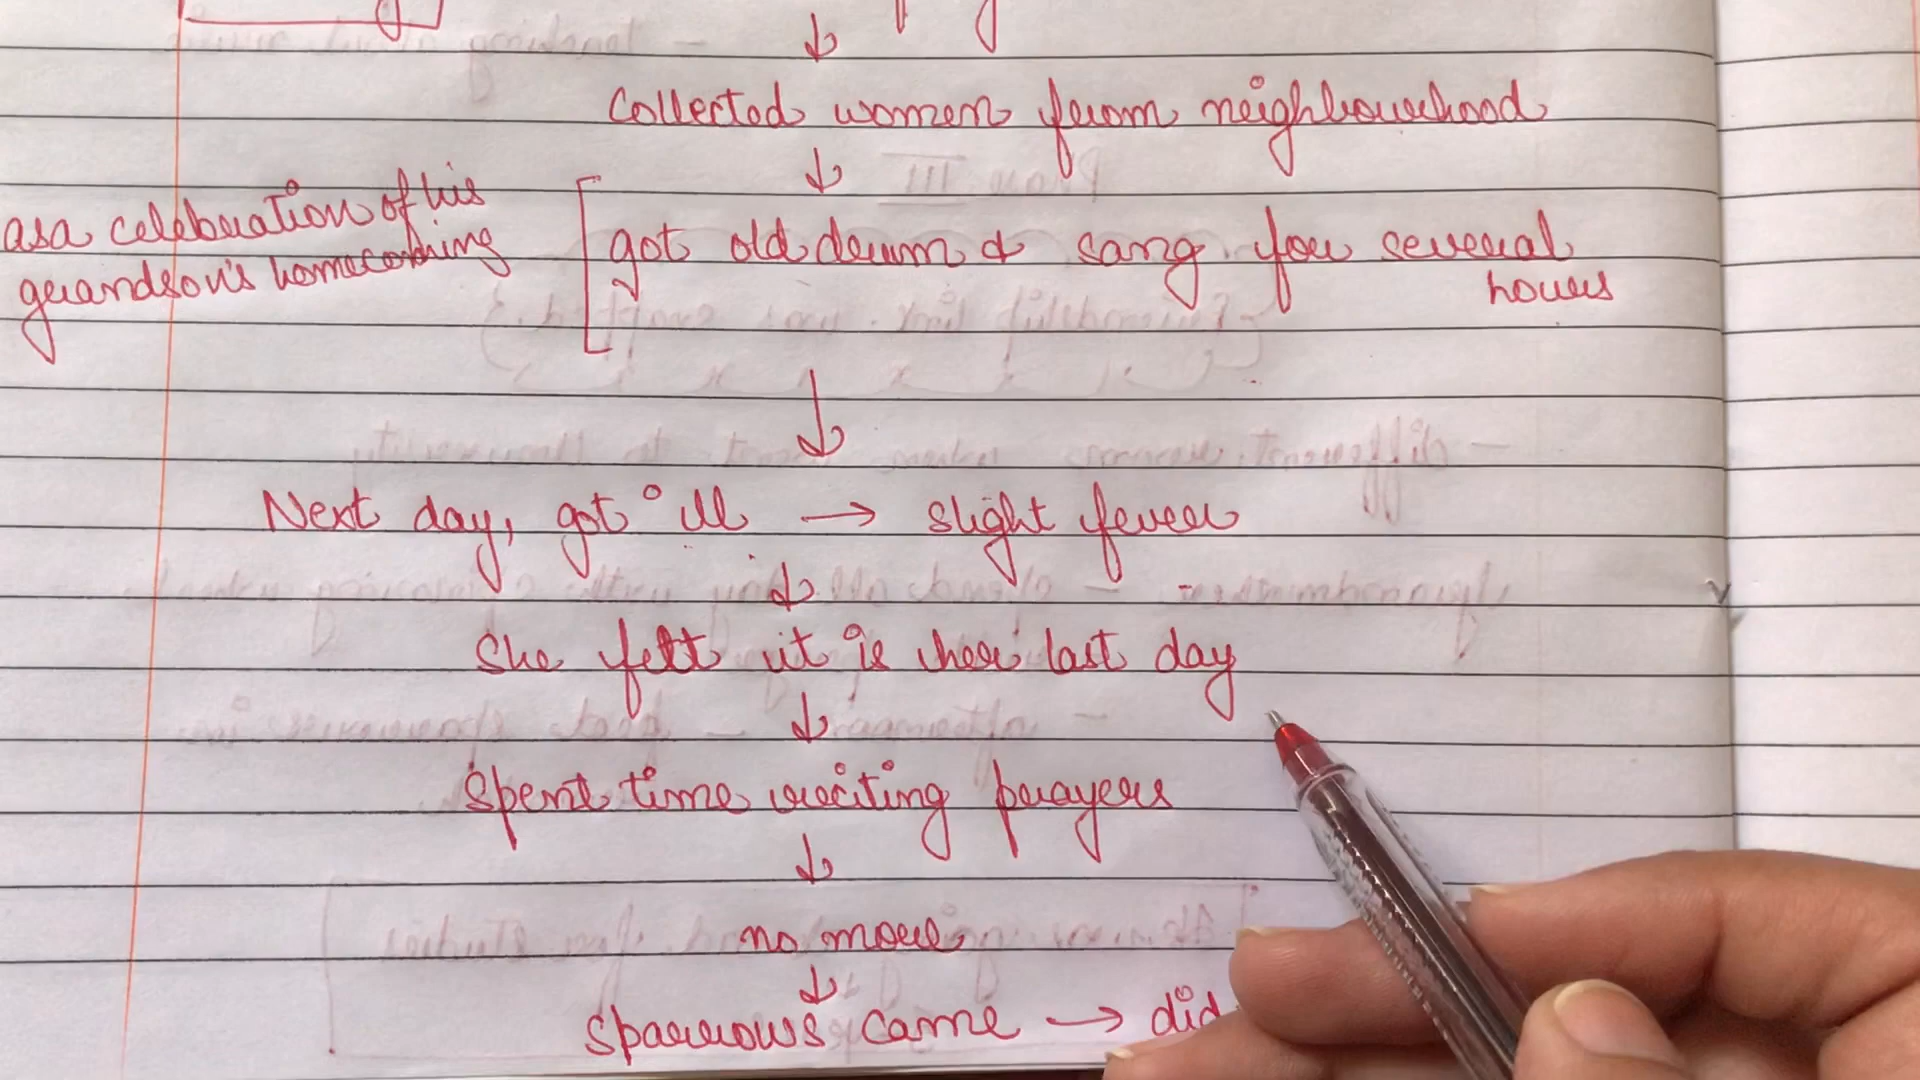 Collected women from neighbourhood
as a celebration of his
grandson's homecoming
got old drum & sang for several
hours
Next day, got ill → slight fever
She felt it is her last day
Spent time reciting prayers
no more
Sparrows came → did